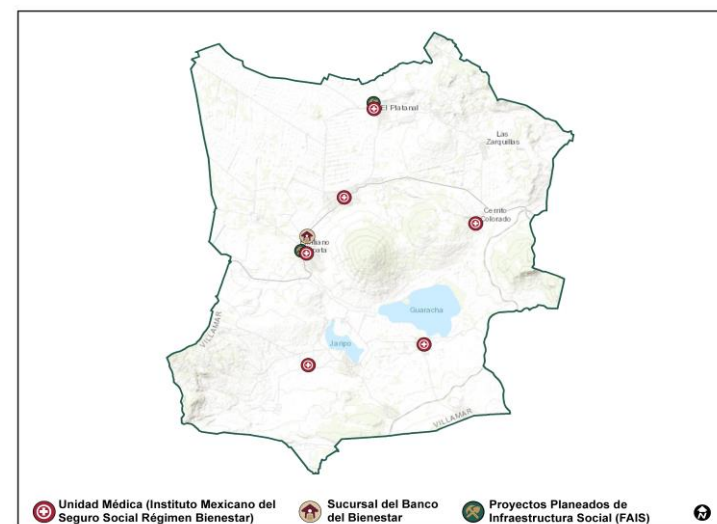 El Platanal
Las
Zarquillas
Cerrito
Colorado
Guaracha
Jaripo
VILLAMAR
VILLAMAR
Unidad Médica (Instituto Mexicano del
Seguro Social Régimen Bienestar)
Sucursal del Banco
del Bienestar
Proyectos Planeados de
Infraestructura Social (FAIS)